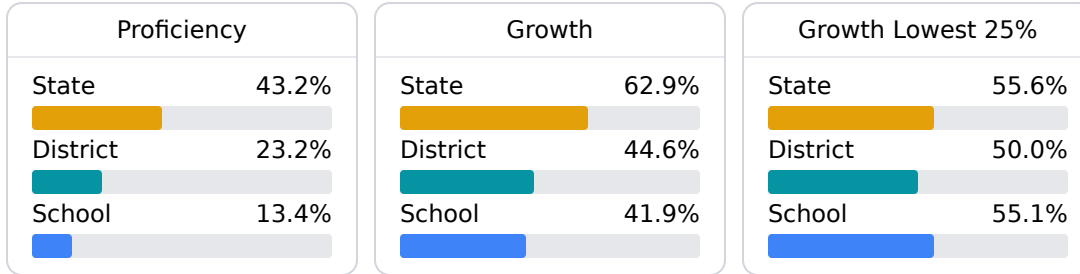 Proficiency
State 43.2%
District 23.2%
School 13.4%
Growth
State 62.9%
District 44.6%
School 41.9%
Growth Lowest 25%
State 55.6%
District 50.0%
School 55.1%